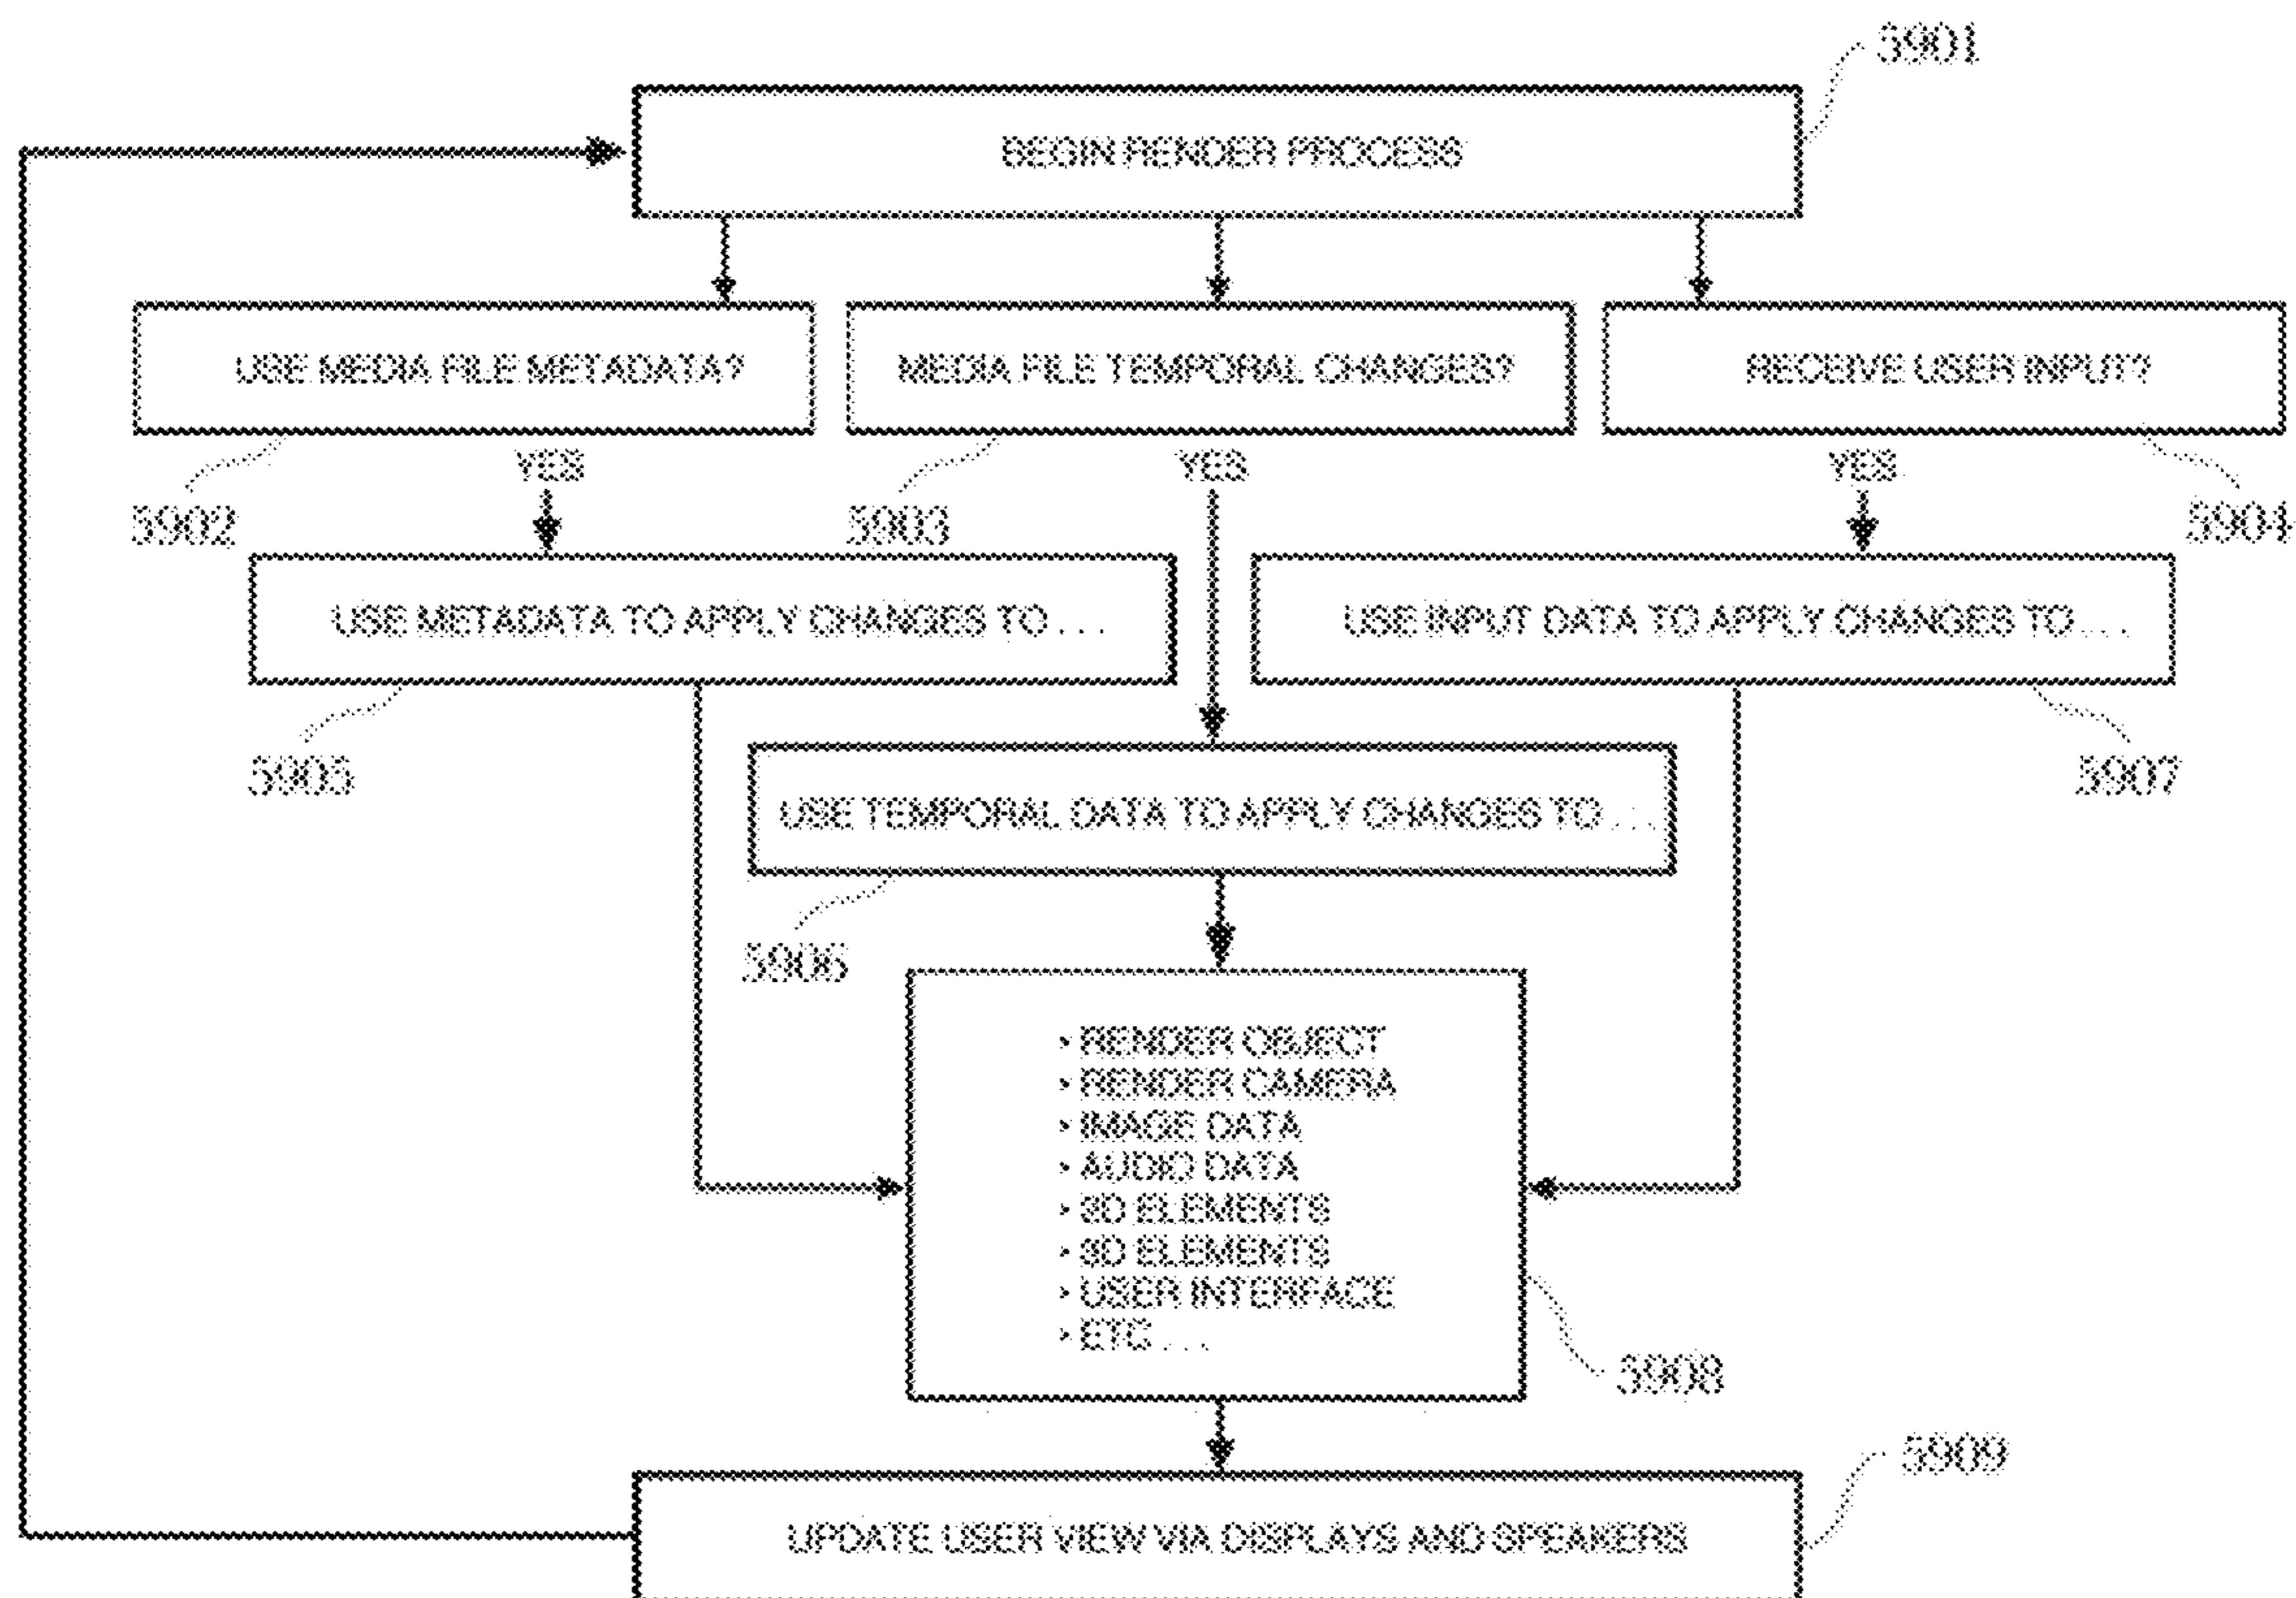 5901
BEGIN RENDER PROCESS
USE MEDIA FILE METADATA?
MEDIA FILE TEMPORAL CHANGES?
RECEIVE USER INPUT?
YES
YES
YES
5902
5903
5904
USE METADATA TO APPLY CHANGES TO . . .
USE INPUT DATA TO APPLY CHANGES TO . . .
5905
5907
USE TEMPORAL DATA TO APPLY CHANGES TO . . .
5906
• RENDER OBJECT
• RENDER CAMERA
• IMAGE DATA
• AUDIO DATA
• 3D ELEMENTS
• 3D ELEMENTS
• USER INTERFACE
• ETC . . .
5908
5909
UPDATE USER VIEW VIA DISPLAYS AND SPEAKERS